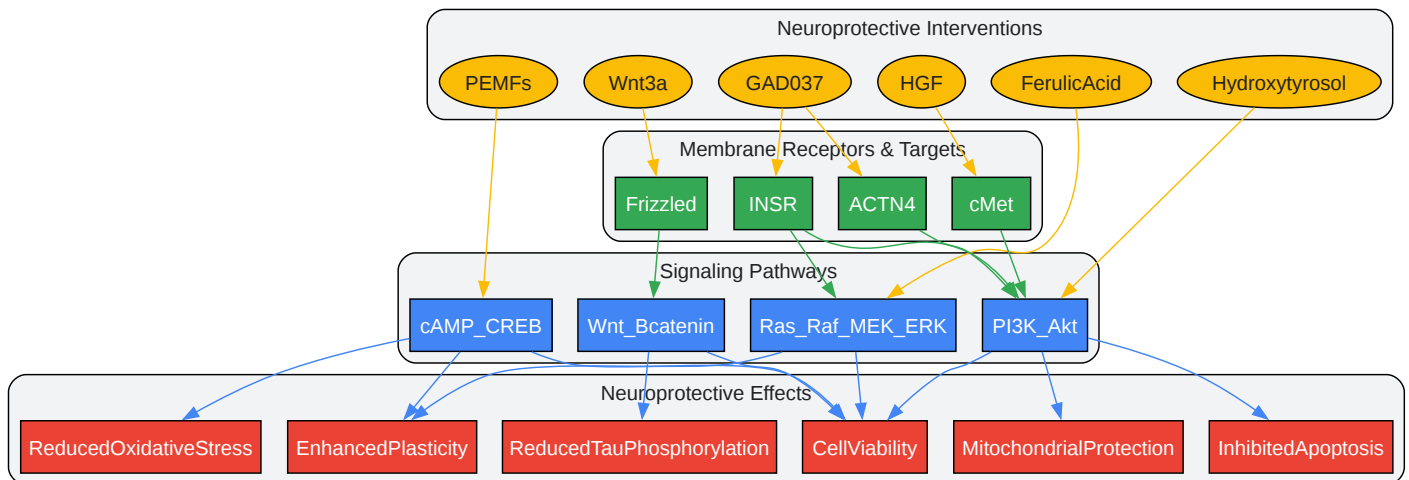 Neuroprotective Interventions
PEMFs
Wnt3a
GAD037
HGF
FerulicAcid
Hydroxytyrosol
Membrane Receptors & Targets
Frizzled
INSR
ACTN4
cMet
Signaling Pathways
cAMP_CREB
Wnt_Bcatenin
Ras_Raf_MEK_ERK
PI3K_Akt
Neuroprotective Effects
ReducedOxidativeStress
EnhancedPlasticity
ReducedTauPhosphorylation
CellViability
MitochondrialProtection
InhibitedApoptosis